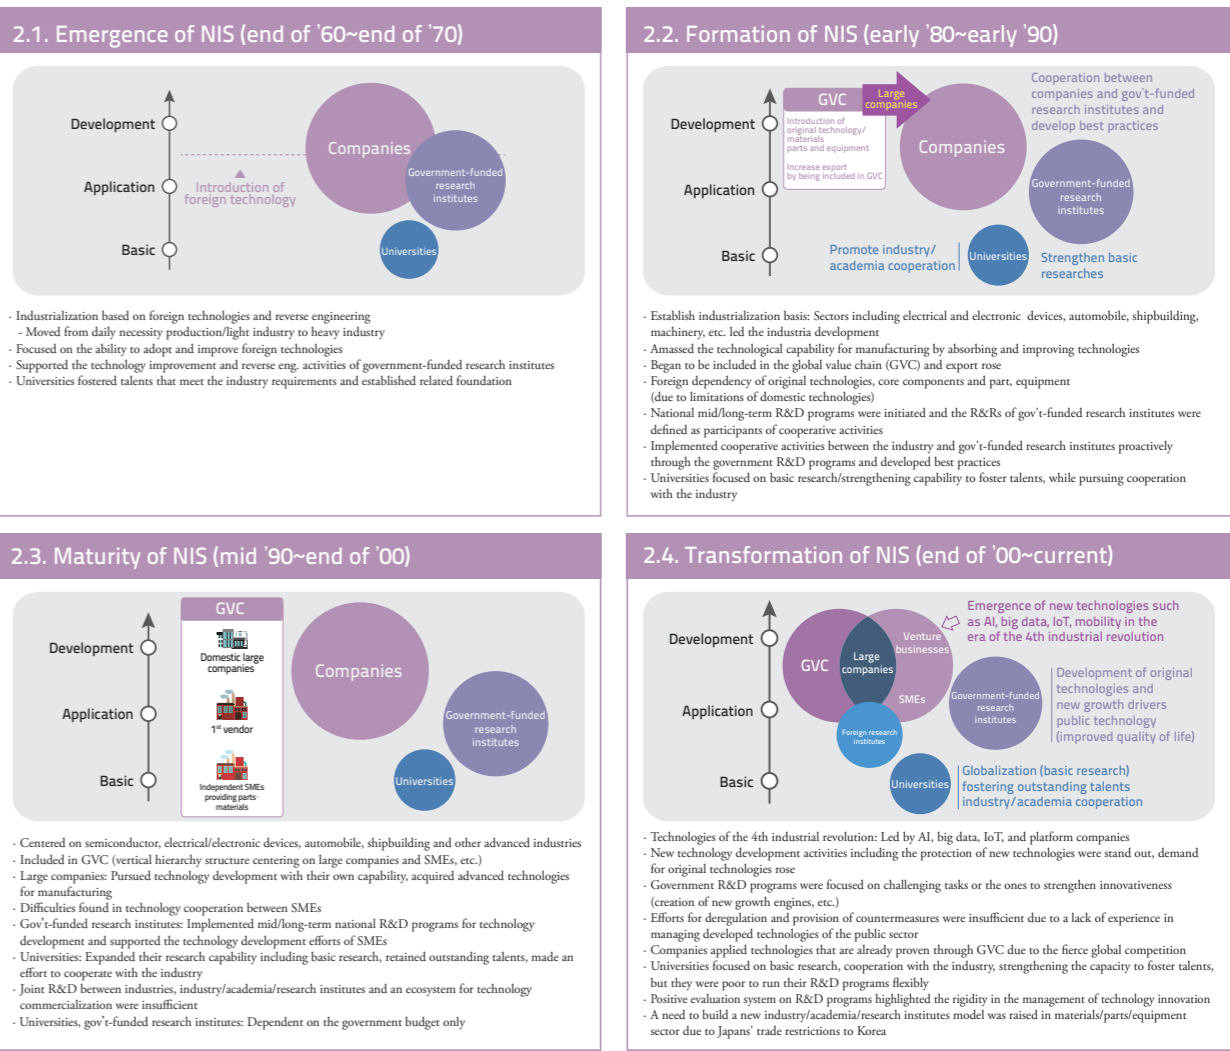 2.1. Emergence of NIS (end of '60~end of '70)
Development
Application
Basic
Introduction of
foreign technology
Companies
Government-funded
research
institutes
Universities
· Industrialization based on foreign technologies and reverse engineering
- Moved from daily necessity production/light industry to heavy industry
· Focused on the ability to adopt and improve foreign technologies
· Supported the technology improvement and reverse eng. activities of government-funded research institutes
· Universities fostered talents that meet the industry requirements and established related foundation
2.2. Formation of NIS (early '80~early '90)
Development
Application
Basic
GVC
Introduction of
original technology/
materials
parts and equipment
Increase export
by being included in GVC
Large
companies
Companies
Cooperation between
companies and gov't-funded
research institutes and
develop best practices
Government-funded
research
institutes
Promote industry/
academia cooperation
Universities
Strengthen basic
researches
· Establish industrialization basis: Sectors including electrical and electronic devices, automobile, shipbuilding,
machinery, etc. led the industria development
· Amassed the technological capability for manufacturing by absorbing and improving technologies
· Began to be included in the global value chain (GVC) and export rose
· Foreign dependency of original technologies, core components and part, equipment
(due to limitations of domestic technologies)
· National mid/long-term R&D programs were initiated and the R&Rs of gov't-funded research institutes were
defined as participants of cooperative activities
· Implemented cooperative activities between the industry and gov't-funded research institutes proactively
through the government R&D programs and developed best practices
· Universities focused on basic research/strengthening capability to foster talents, while pursuing cooperation
with the industry
2.3. Maturity of NIS (mid '90~end of '00)
Development
Application
Basic
GVC
Domestic large
companies
1st vendor
Independent SMEs
providing parts·
materials
Companies
Government-funded
research
institutes
Universities
· Centered on semiconductor, electrical/electronic devices, automobile, shipbuilding and other advanced industries
· Included in GVC (vertical hierarchy structure centering on large companies and SMEs, etc.)
· Large companies: Pursued technology development with their own capability, acquired advanced technologies
for manufacturing
· Difficulties found in technology cooperation between SMEs
· Gov't-funded research institutes: Implemented mid/long-term national R&D programs for technology
development and supported the technology development efforts of SMEs
· Universities: Expanded their research capability including basic research, retained outstanding talents, made an
effort to cooperate with the industry
· Joint R&D between industries, industry/academia/research institutes and an ecosystem for technology
commercialization were insufficient
· Universities, gov't-funded research institutes: Dependent on the government budget only
2.4. Transformation of NIS (end of '00~current)
Development
Application
Basic
GVC
Large
companies
Venture
businesses
SMEs
Foreign research
institutes
Emergence of new technologies such
as AI, big data, IoT, mobility in the
era of the 4th industrial revolution
Government-funded
research
institutes
Development of original
technologies and
new growth drivers
public technology
(improved quality of life)
Universities
Globalization (basic research)
fostering outstanding talents
industry/academia cooperation
· Technologies of the 4th industrial revolution: Led by AI, big data, IoT, and platform companies
· New technology development activities including the protection of new technologies were stand out, demand
for original technologies rose
· Government R&D programs were focused on challenging tasks or the ones to strengthen innovativeness
(creation of new growth engines, etc.)
· Efforts for deregulation and provision of countermeasures were insufficient due to a lack of experience in
managing developed technologies of the public sector
· Companies applied technologies that are already proven through GVC due to the fierce global competition
· Universities focused on basic research, cooperation with the industry, strengthening the capacity to foster talents,
but they were poor to run their R&D programs flexibly
· Positive evaluation system on R&D programs highlighted the rigidity in the management of technology innovation
· A need to build a new industry/academia/research institutes model was raised in materials/parts/equipment
sector due to Japans' trade restrictions to Korea